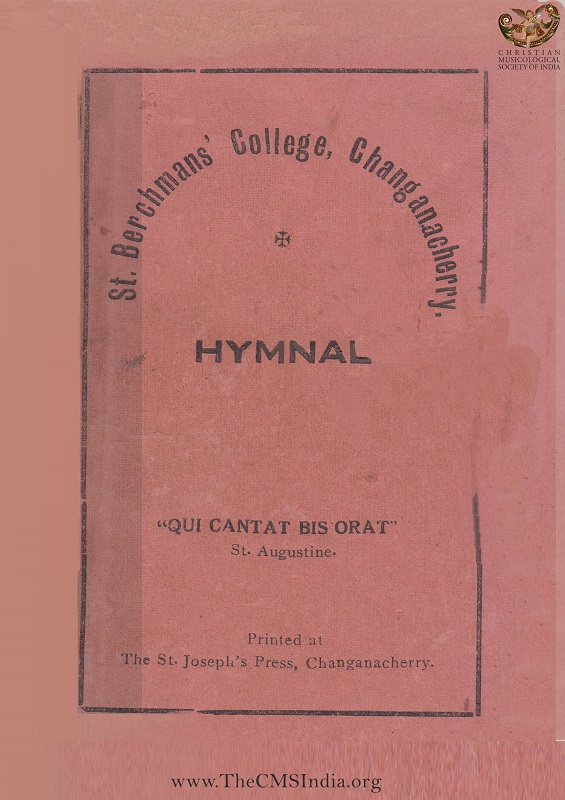 CHRISTIAN
MUSICOLOGICAL
SOCIETY OF INDIA
St. Berchmans' College, Changanacherry.
HYMNAL
“QUI CANTAT BIS ORAT”
St. Augustine.
Printed at
The St. Joseph's Press, Changanacherry.
www.TheCMSIndia.org